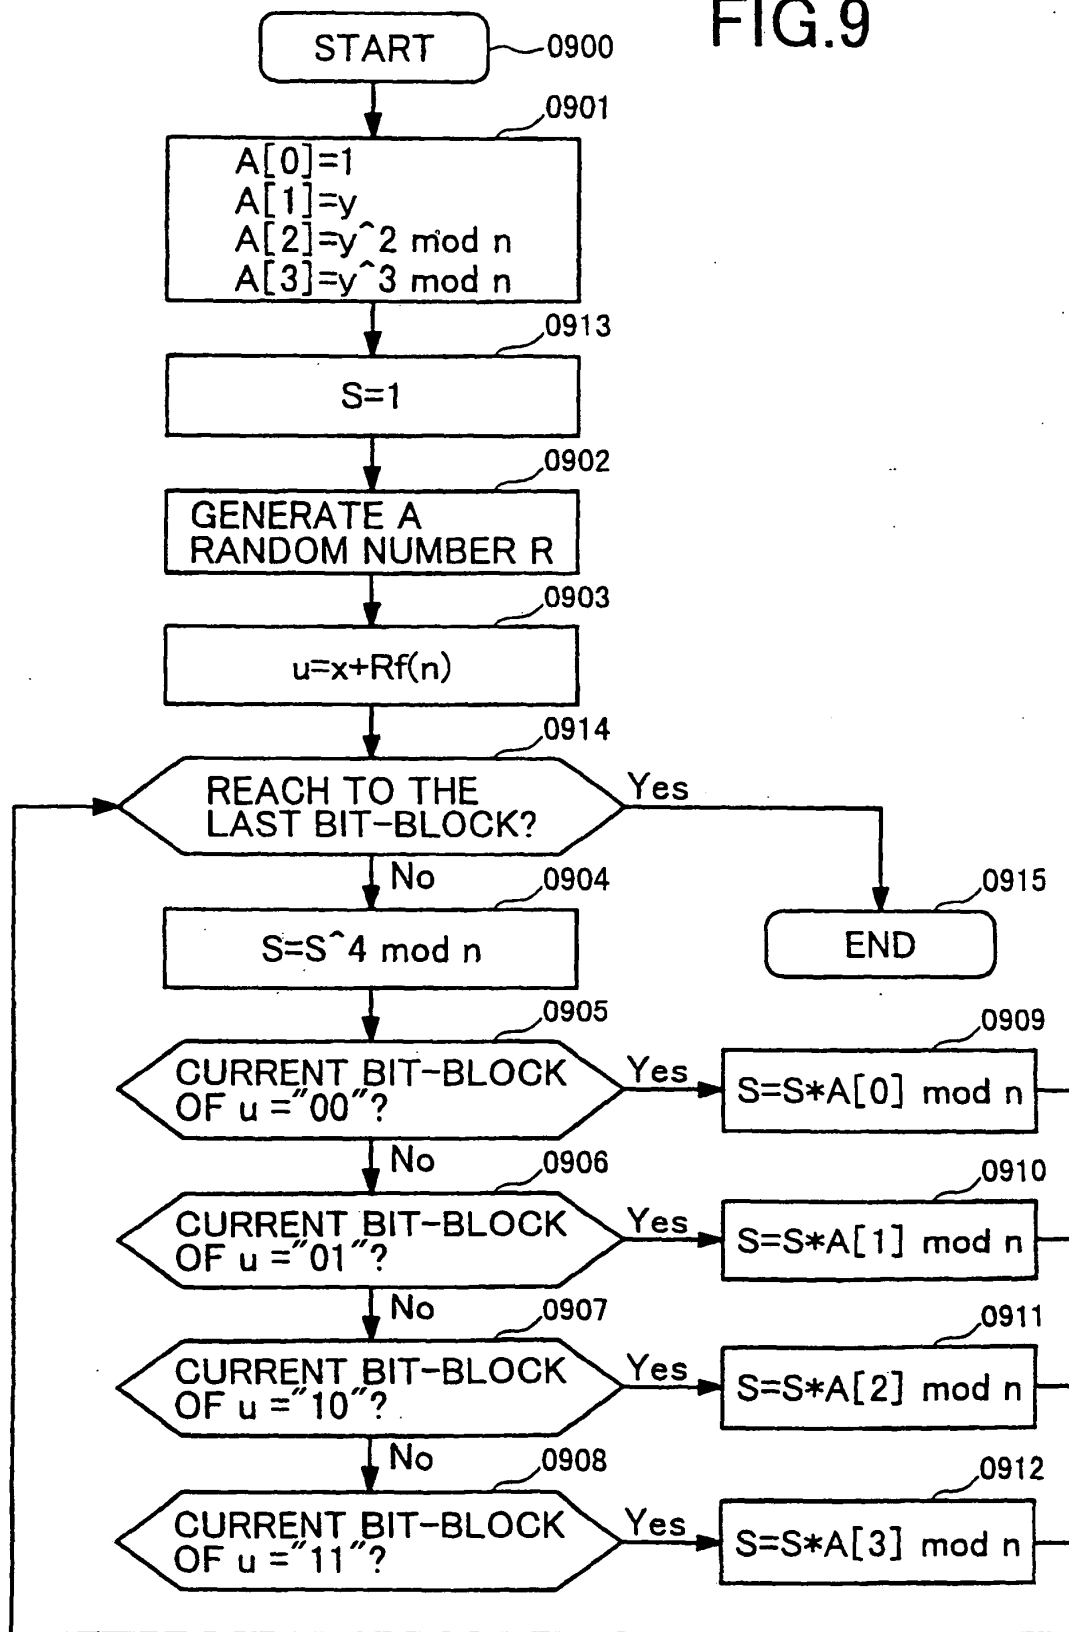 FIG.9
START
0900
0901
A[0]=1
A[1]=y
A[2]=y^2 mod n
A[3]=y^3 mod n
0913
S=1
0902
GENERATE A
RANDOM NUMBER R
0903
u=x+Rf(n)
0914
REACH TO THE
LAST BIT-BLOCK?
Yes
No
0904
S=S^4 mod n
0915
END
0905
CURRENT BIT-BLOCK
OF u ="00"?
Yes
0909
S=S*A[0] mod n
No
0906
CURRENT BIT-BLOCK
OF u ="01"?
Yes
0910
S=S*A[1] mod n
No
0907
CURRENT BIT-BLOCK
OF u ="10"?
Yes
0911
S=S*A[2] mod n
No
0908
CURRENT BIT-BLOCK
OF u ="11"?
Yes
0912
S=S*A[3] mod n